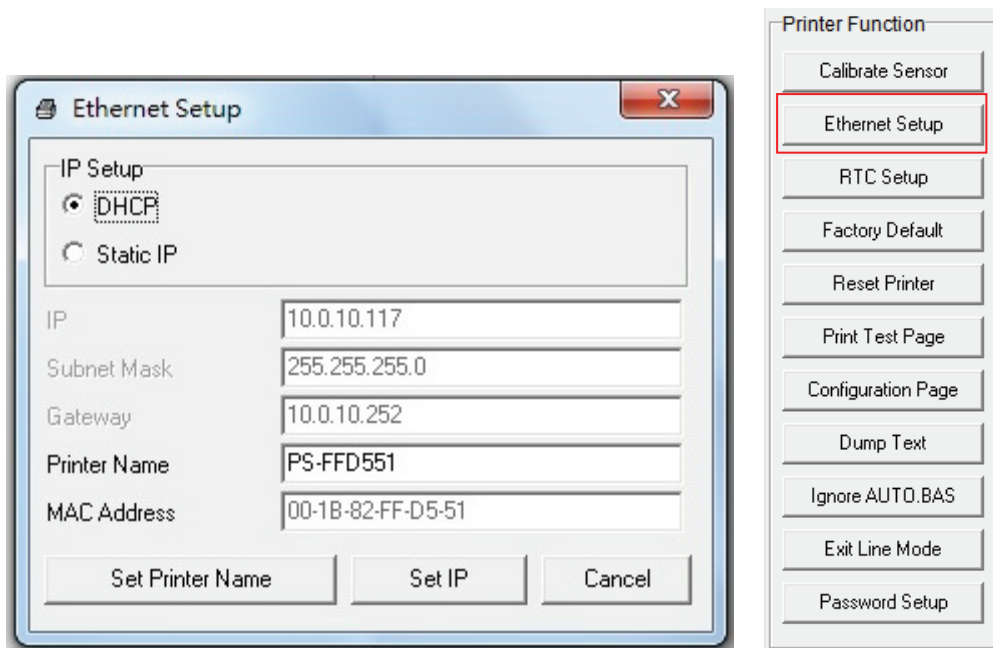 Ethernet Setup
IP Setup
DHCP
Static IP
IP 10.0.10.117
Subnet Mask 255.255.255.0
Gateway 10.0.10.252
Printer Name PS-FFD551
MAC Address 00-1B-82-FF-D5-51
Set Printer Name Set IP Cancel
Printer Function
Calibrate Sensor
Ethernet Setup
RTC Setup
Factory Default
Reset Printer
Print Test Page
Configuration Page
Dump Text
Ignore AUTO.BAS
Exit Line Mode
Password Setup